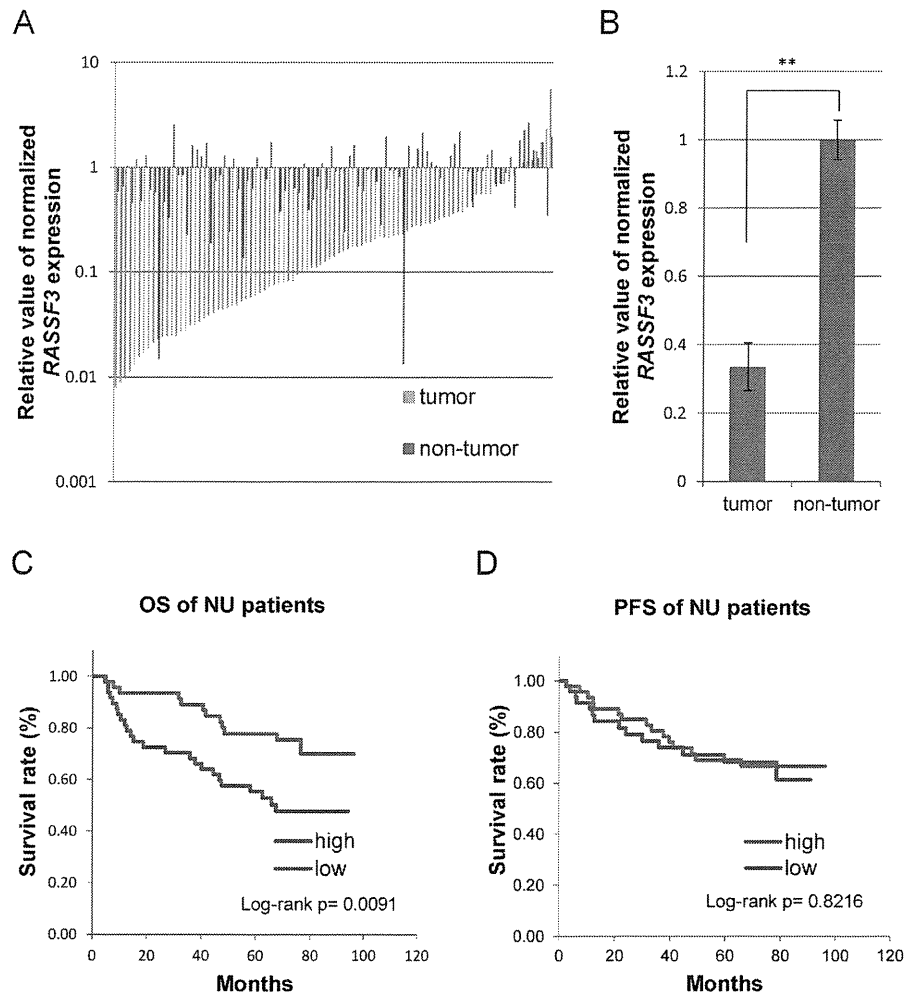 A
Relative value of normalized
RASSF3 expression
10
1
0.1
0.01
0.001
tumor
non-tumor
B
Relative value of normalized
RASSF3 expression
**
1.2
1
0.8
0.6
0.4
0.2
0
tumor
non-tumor
C
OS of NU patients
Survival rate (%)
1.00
0.80
0.60
0.40
0.20
0.00
high
low
Log-rank p= 0.0091
0 20 40 60 80 100 120
Months
D
PFS of NU patients
Survival rate (%)
1.00
0.80
0.60
0.40
0.20
0.00
high
low
Log-rank p= 0.8216
0 20 40 60 80 100 120
Months